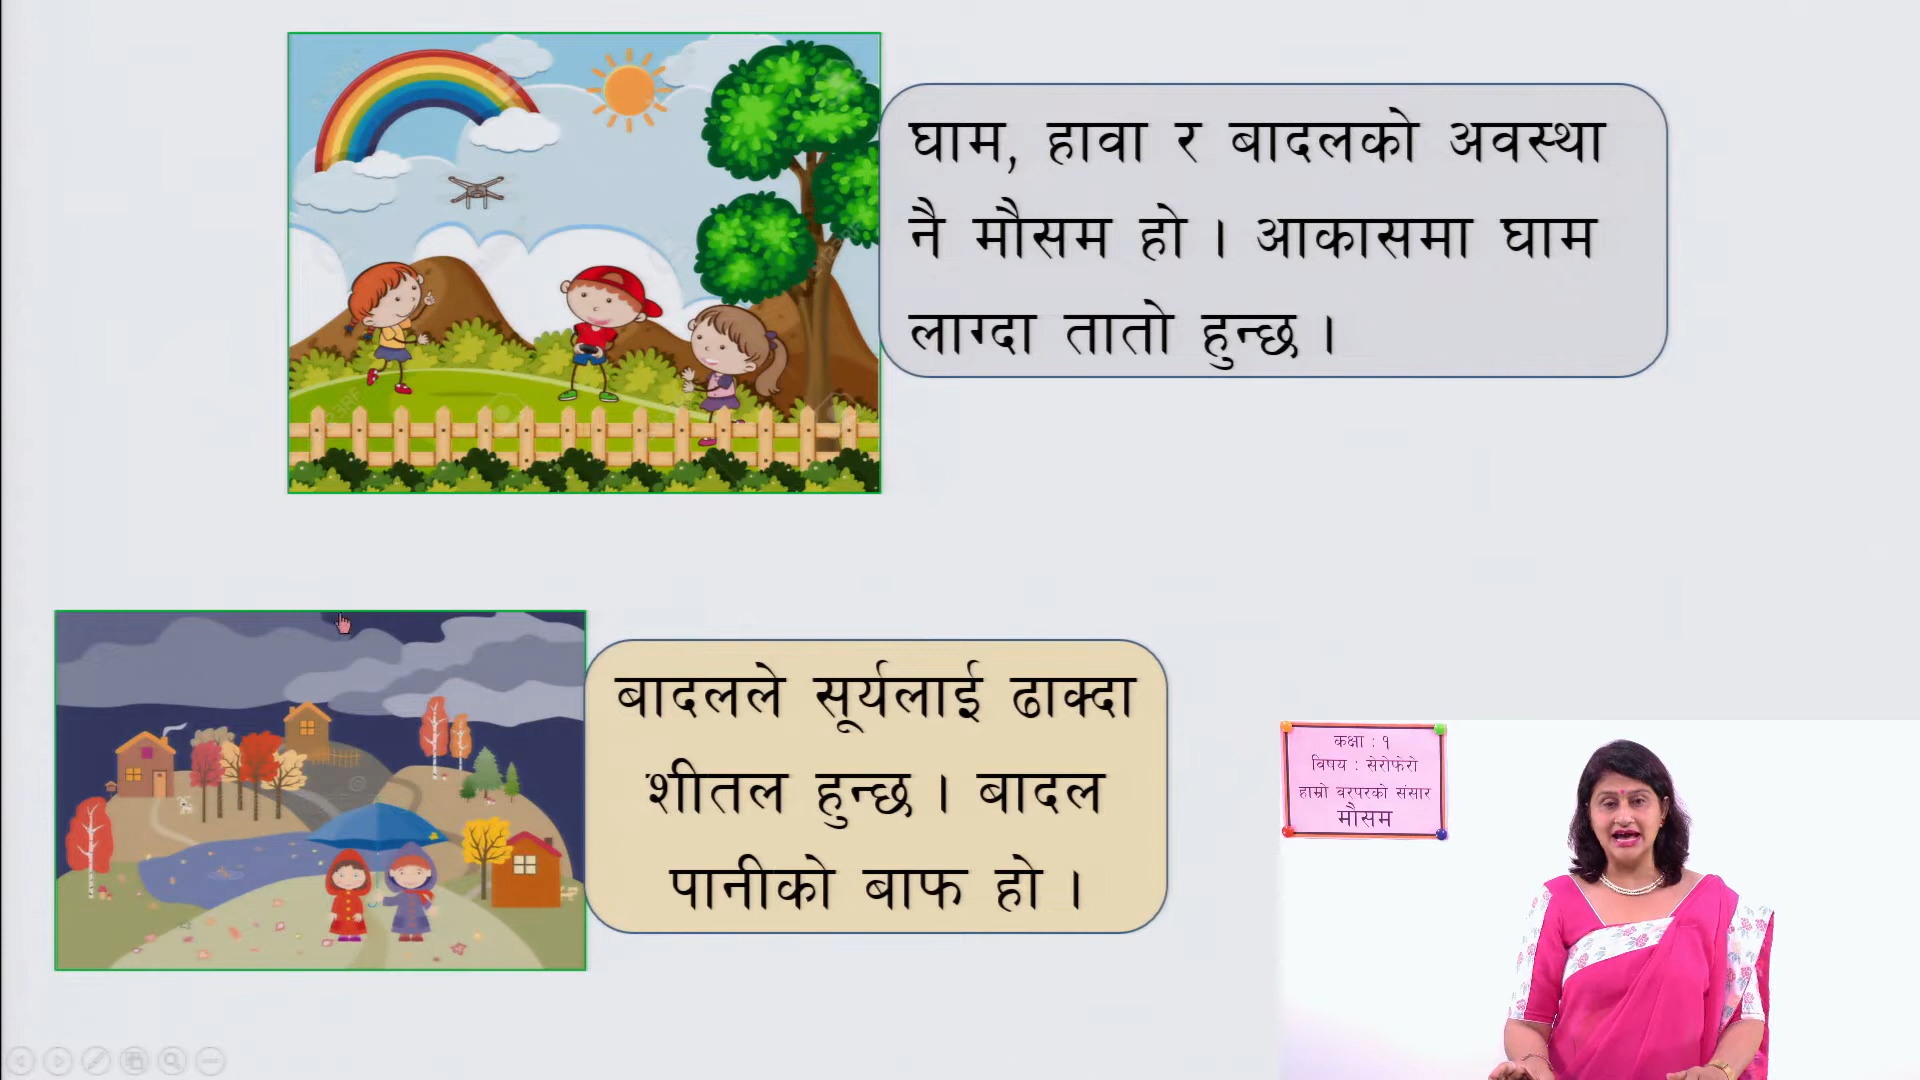 घाम, हावा र बादलको अवस्था
नै मौसम हो । आकासमा घाम
लाग्दा तातो हुन्छ ।
बादलले सूर्यलाई ढाक्दा
शीतल हुन्छ । बादल
पानीको बाफ हो ।
कक्षा : १
विषय : सेरोफेरो
हाम्रो वरपरको संसार
मौसम